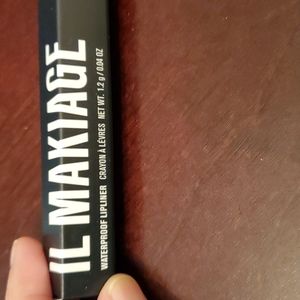 IL MAKIAGE
WATERPROOF LIPLINER CRAYON À LÈVRES NET WT. 1.2 g / 0.04 OZ